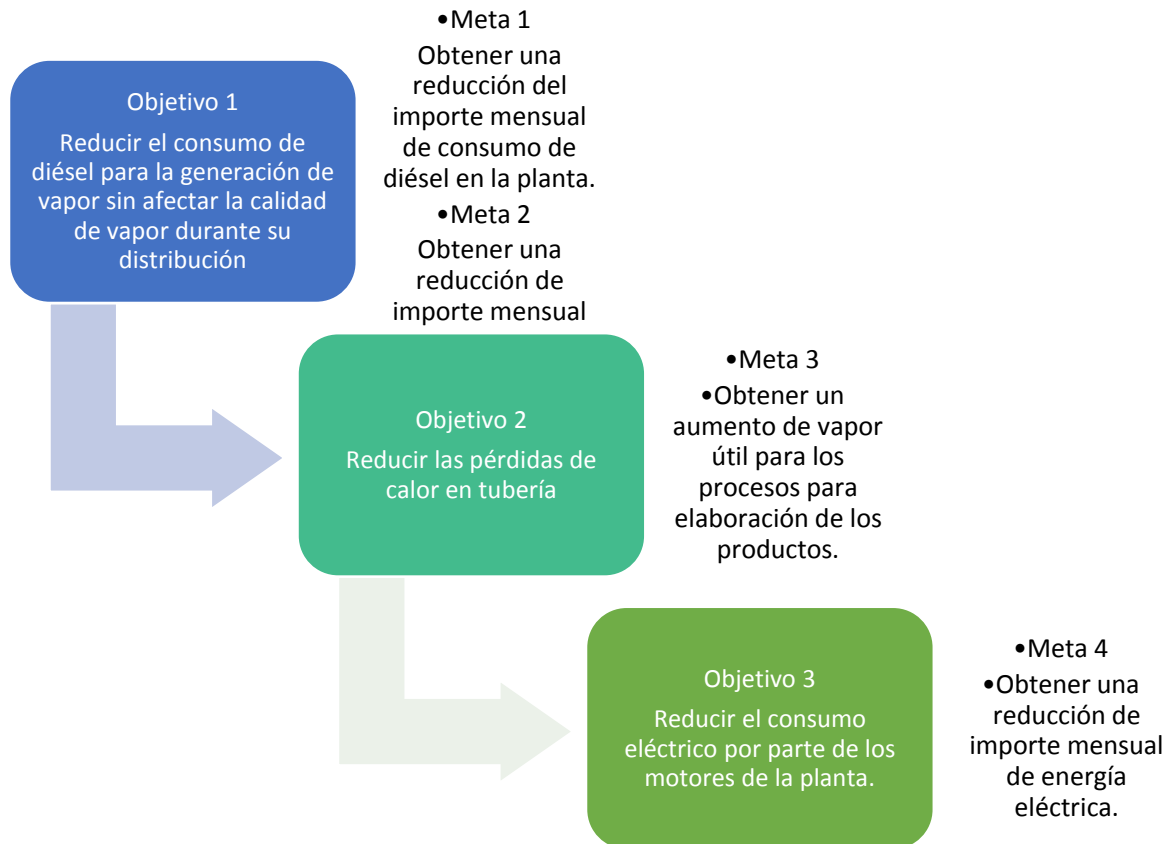 Objetivo 1
Reducir el consumo de
diésel para la generación de
vapor sin afectar la calidad
de vapor durante su
distribución
•Meta 1
Obtener una
reducción del
importe mensual
de consumo de
diésel en la planta.
•Meta 2
Obtener una
reducción de
importe mensual
Objetivo 2
Reducir las pérdidas de
calor en tubería
•Meta 3
•Obtener un
aumento de vapor
útil para los
procesos para
elaboración de los
productos.
Objetivo 3
Reducir el consumo
eléctrico por parte de los
motores de la planta.
•Meta 4
•Obtener una
reducción de
importe mensual
de energía
eléctrica.